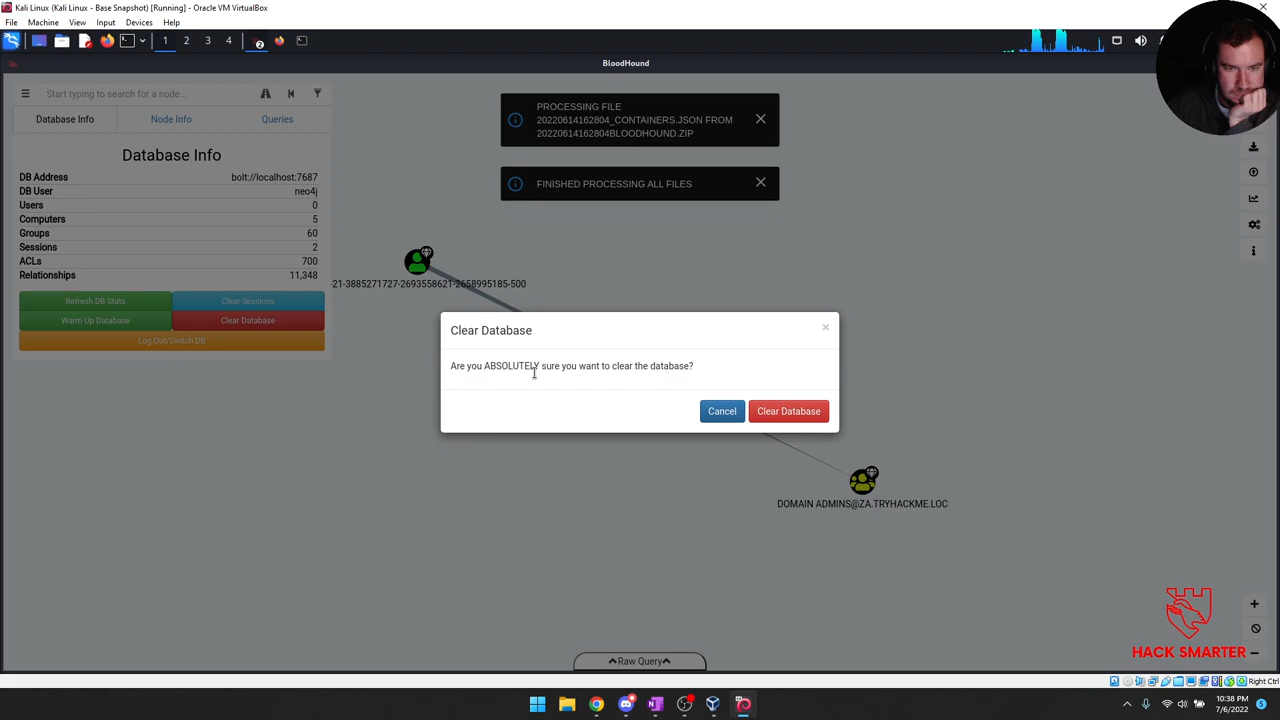 Kali Linux (Kali Linux - Base Snapshot) [Running] - Oracle VM VirtualBox
File Machine View Input Devices Help
1 2 3 4 2
BloodHound
Start typing to search for a node...
Database Info Node Info Queries
Database Info
DB Address bolt://localhost:7687
DB User neo4j
Users 0
Computers 5
Groups 60
Sessions 2
ACLs 700
Relationships 11,348
Refresh DB Stats Clear Sessions
Warm Up Database Clear Database
Log Out/Switch DB
PROCESSING FILE
20220614162804_CONTAINERS.JSON FROM
20220614162804BLOODHOUND.ZIP
FINISHED PROCESSING ALL FILES
21-3885271727-2693558621-2658995185-500
Clear Database
Are you ABSOLUTELY sure you want to clear the database?
Cancel Clear Database
DOMAIN ADMINS@ZA.TRYHACKME.LOC
HACK SMARTER
Raw Query
Right Ctrl
10:38 PM
7/6/2022